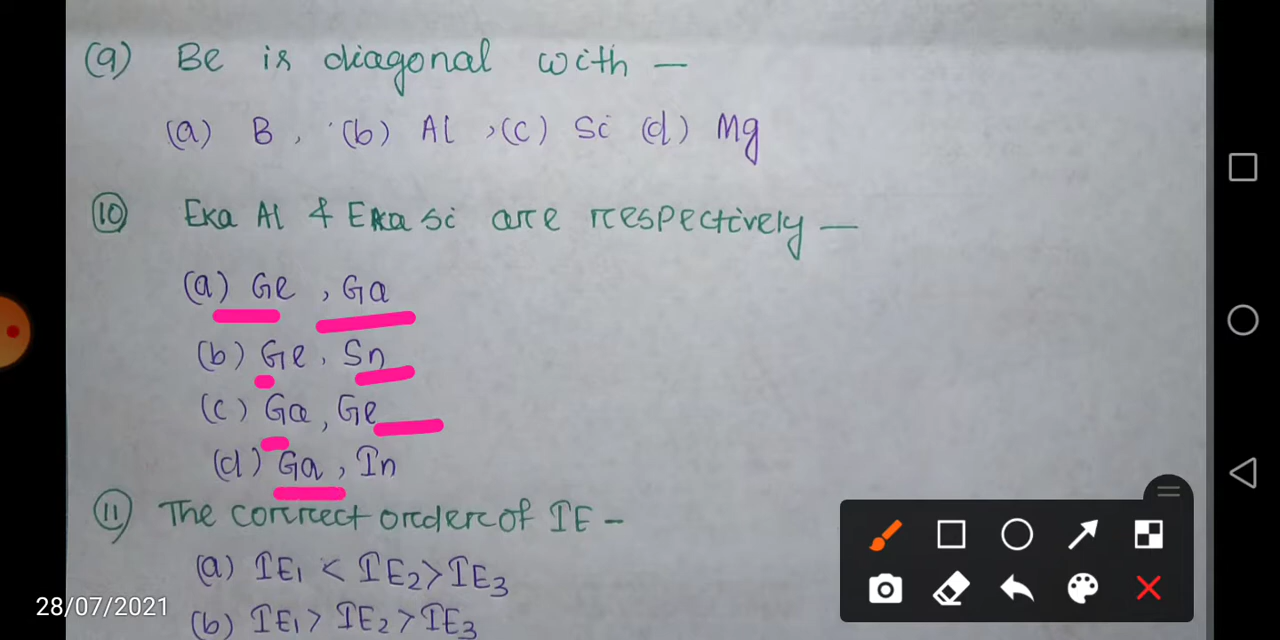 (9) Be is diagonal with —
(a) B, (b) Al, (c) Si (d) Mg
(10) Eka Al & Eka Si are respectively —
(a) Ge, Ga
(b) Ge, Sn
(c) Ga, Ge
(d) Ga, In
(11) The correct order of IE –
(a) IE₁ < IE₂ > IE₃
28/07/2021
(b) IE₁ > IE₂ > IE₃